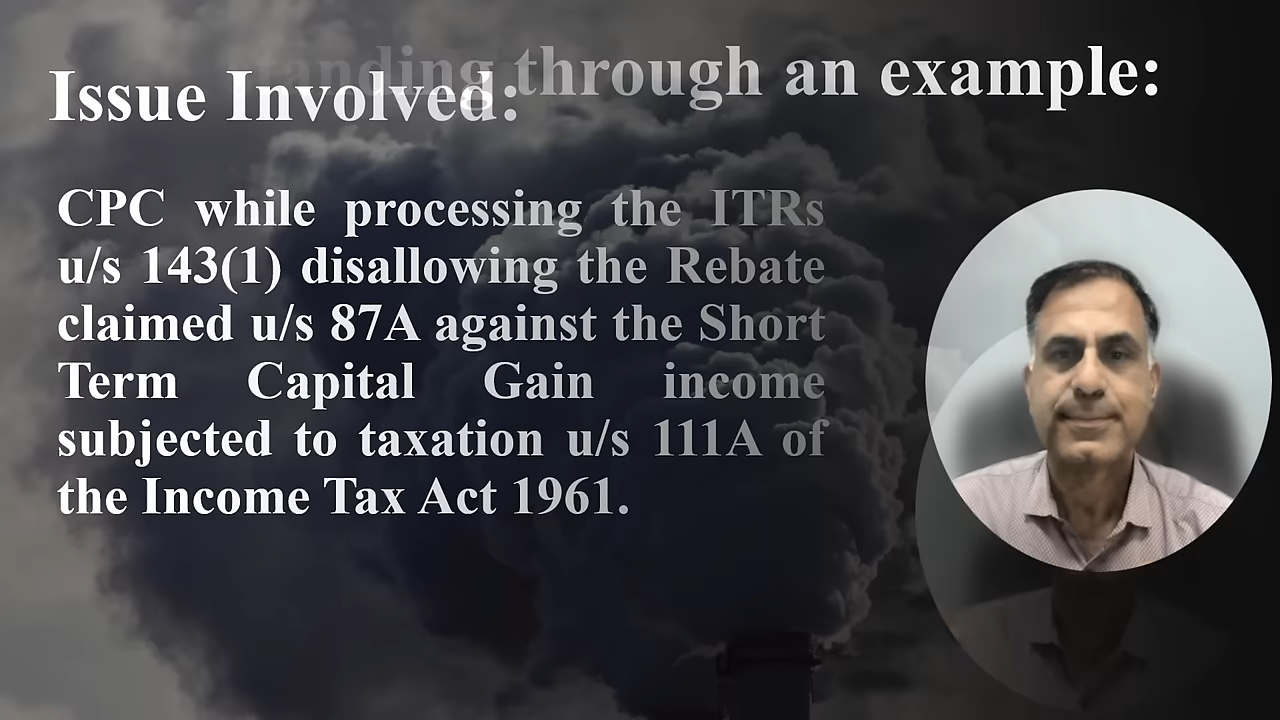 through an example:
Issue Involved:
CPC while processing the ITRs
u/s 143(1) disallowing the Rebate
claimed u/s 87A against the Short
Term Capital Gain income
subjected to taxation u/s 111A of
the Income Tax Act 1961.